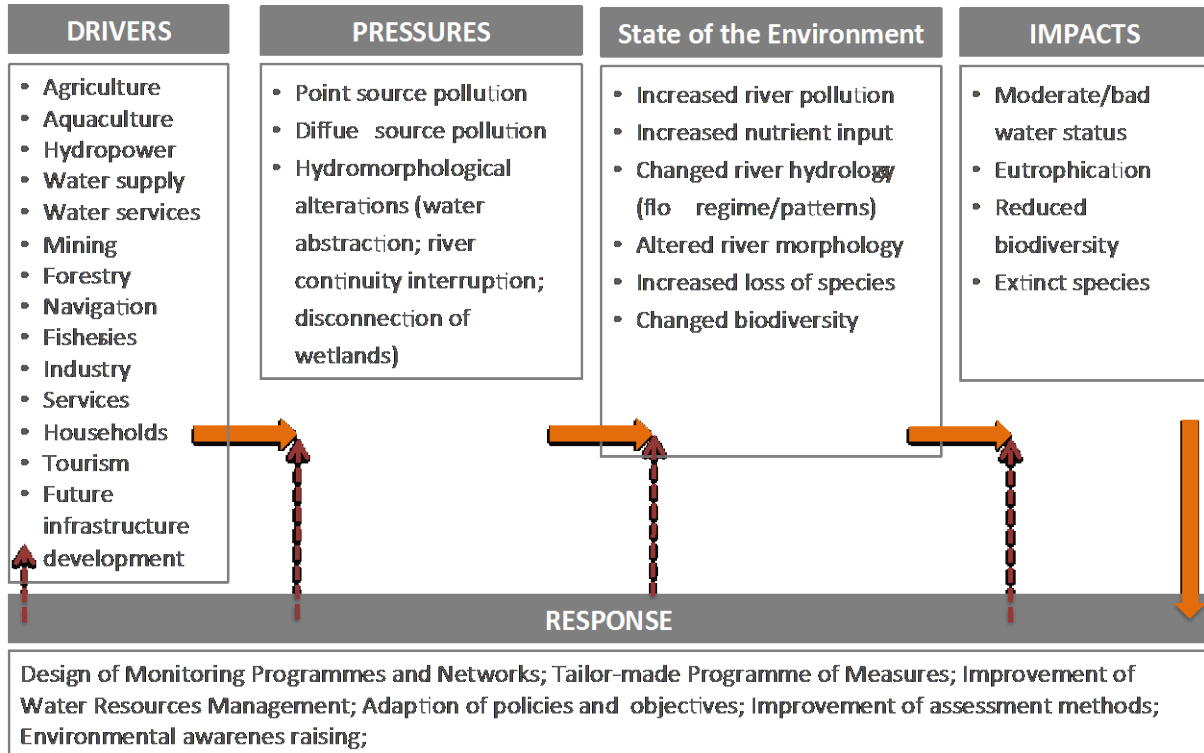 DRIVERS
• Agriculture
• Aquaculture
• Hydropower
• Water supply
• Water services
• Mining
• Forestry
• Navigation
• Fisheries
• Industry
• Services
• Households
• Tourism
• Future
infrastructure
development
PRESSURES
• Point source pollution
• Diffue source pollution
• Hydromorphological
alterations (water
abstraction; river
continuity interruption;
disconnection of
wetlands)
State of the Environment
• Increased river pollution
• Increased nutrient input
• Changed river hydrology
(flo regime/patterns)
• Altered river morphology
• Increased loss of species
• Changed biodiversity
IMPACTS
• Moderate/bad
water status
• Eutrophication
• Reduced
biodiversity
• Extinct species
RESPONSE
Design of Monitoring Programmes and Networks; Tailor-made Programme of Measures; Improvement of
Water Resources Management; Adaption of policies and objectives; Improvement of assessment methods;
Environmental awarenes raising;